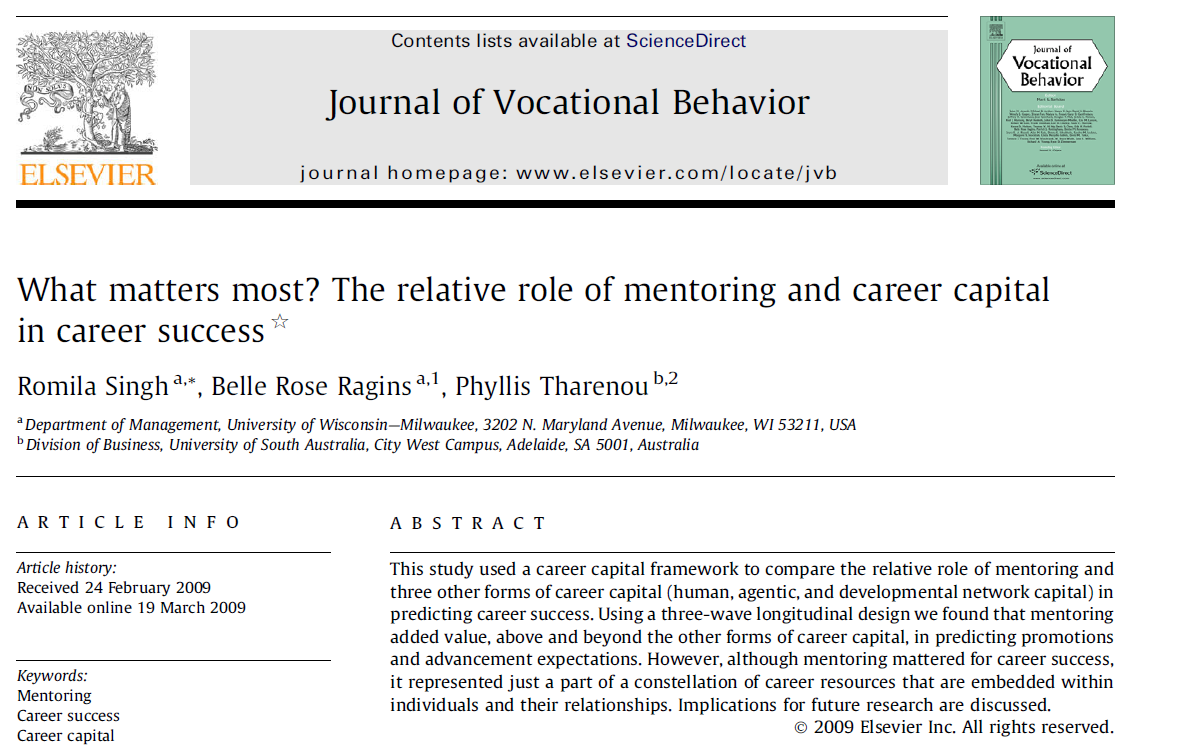 Contents lists available at ScienceDirect
Journal of Vocational Behavior
journal homepage: www.elsevier.com/locate/jvb
ELSEVIER
NON SOLUS
Journal of
Vocational
Behavior
ScienceDirect
What matters most? The relative role of mentoring and career capital
in career success ☆
Romila Singh a,*, Belle Rose Ragins a,1, Phyllis Tharenou b,2
a Department of Management, University of Wisconsin—Milwaukee, 3202 N. Maryland Avenue, Milwaukee, WI 53211, USA
b Division of Business, University of South Australia, City West Campus, Adelaide, SA 5001, Australia
ARTICLE INFO
Article history:
Received 24 February 2009
Available online 19 March 2009
Keywords:
Mentoring
Career success
Career capital
ABSTRACT
This study used a career capital framework to compare the relative role of mentoring and
three other forms of career capital (human, agentic, and developmental network capital) in
predicting career success. Using a three-wave longitudinal design we found that mentoring
added value, above and beyond the other forms of career capital, in predicting promotions
and advancement expectations. However, although mentoring mattered for career success,
it represented just a part of a constellation of career resources that are embedded within
individuals and their relationships. Implications for future research are discussed.
© 2009 Elsevier Inc. All rights reserved.